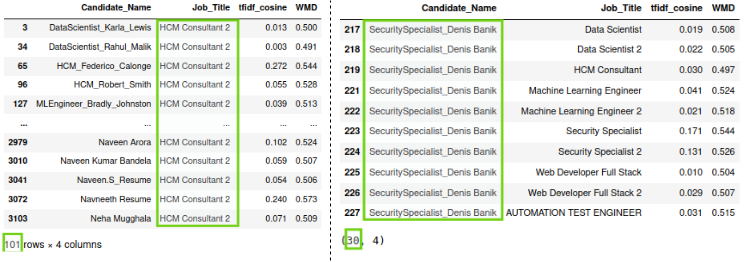 Candidate_Name Job_Title tfidf_cosine WMD
3 DataScientist_Karla_Lewis HCM Consultant 2 0.013 0.500
34 DataScientist_Rahul_Malik HCM Consultant 2 0.003 0.491
65 HCM_Federico_Calonge HCM Consultant 2 0.272 0.544
96 HCM_Robert_Smith HCM Consultant 2 0.055 0.528
127 MLEngineer_Bradly_Johnston HCM Consultant 2 0.039 0.513
... ... ... ... ...
2979 Naveen Arora HCM Consultant 2 0.102 0.524
3010 Naveen Kumar Bandela HCM Consultant 2 0.059 0.507
3041 Naveen.S_Resume HCM Consultant 2 0.054 0.506
3072 Navneeth Resume HCM Consultant 2 0.240 0.573
3103 Neha Mugghala HCM Consultant 2 0.071 0.509
101 rows × 4 columns
Candidate_Name Job_Title tfidf_cosine WMD
217 SecuritySpecialist_Denis Banik Data Scientist 0.019 0.508
218 SecuritySpecialist_Denis Banik Data Scientist 2 0.022 0.505
219 SecuritySpecialist_Denis Banik HCM Consultant 0.030 0.497
221 SecuritySpecialist_Denis Banik Machine Learning Engineer 0.041 0.524
222 SecuritySpecialist_Denis Banik Machine Learning Engineer 2 0.021 0.518
223 SecuritySpecialist_Denis Banik Security Specialist 0.171 0.544
224 SecuritySpecialist_Denis Banik Security Specialist 2 0.131 0.526
225 SecuritySpecialist_Denis Banik Web Developer Full Stack 0.010 0.504
226 SecuritySpecialist_Denis Banik Web Developer Full Stack 2 0.029 0.507
227 SecuritySpecialist_Denis Banik AUTOMATION TEST ENGINEER 0.031 0.515
(30, 4)